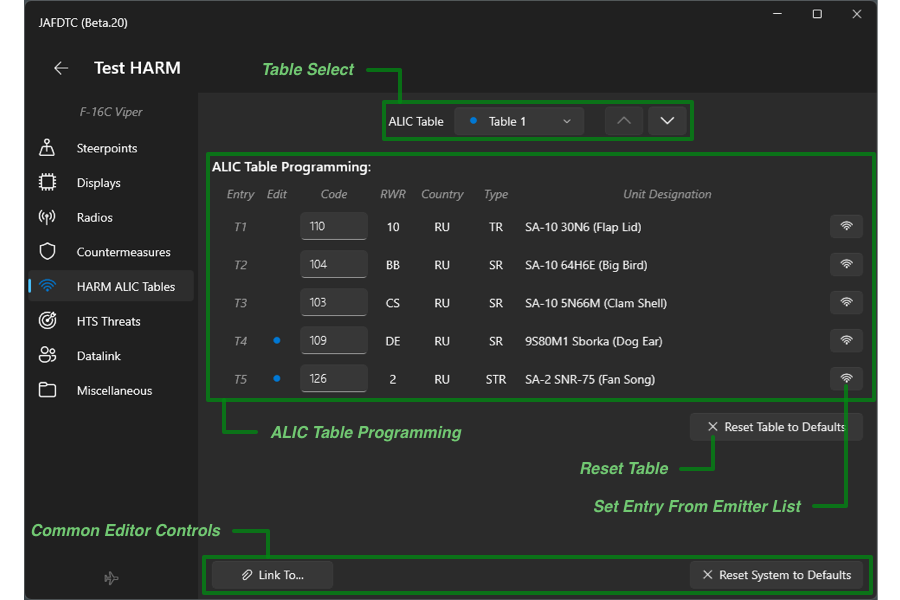 JAFDTC (Beta.20)
Test HARM
Table Select
F-16C Viper
ALIC Table Table 1
Steerpoints
Displays
Radios
Countermeasures
HARM ALIC Tables
HTS Threats
Datalink
Miscellaneous
ALIC Table Programming:
Entry Edit Code RWR Country Type Unit Designation
T1 110 10 RU TR SA-10 30N6 (Flap Lid)
T2 104 BB RU SR SA-10 64H6E (Big Bird)
T3 103 CS RU SR SA-10 5N66M (Clam Shell)
T4 109 DE RU SR 9S80M1 Sborka (Dog Ear)
T5 126 2 RU STR SA-2 SNR-75 (Fan Song)
ALIC Table Programming
Reset Table to Defaults
Reset Table
Set Entry From Emitter List
Common Editor Controls
Link To... Reset System to Defaults